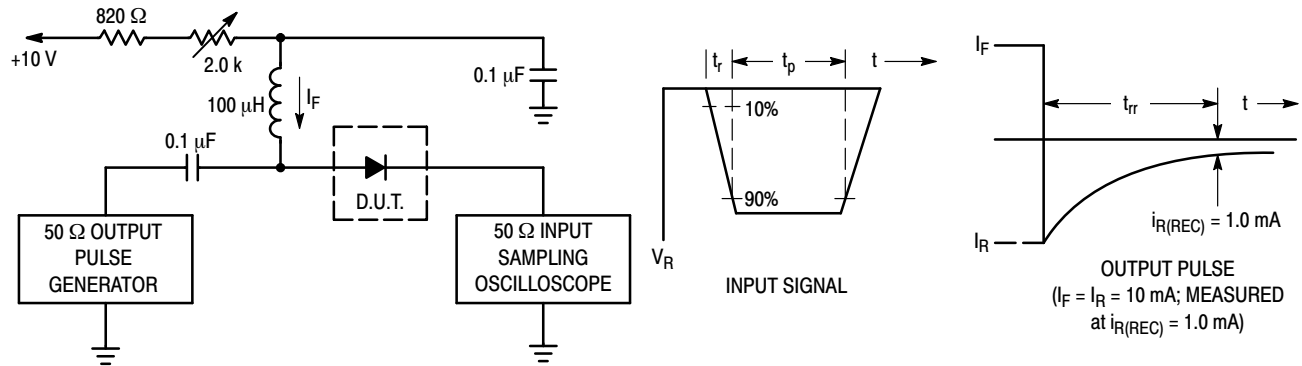 820 Ω
+10 V
2.0 k
100 μH
I_F
0.1 μF
0.1 μF
D.U.T.
50 Ω OUTPUT
PULSE
GENERATOR
50 Ω INPUT
SAMPLING
OSCILLOSCOPE
t_r
t_p
t
10%
90%
V_R
INPUT SIGNAL
I_F
t_rr
t
I_R
i_R(REC) = 1.0 mA
OUTPUT PULSE
(I_F = I_R = 10 mA; MEASURED
at i_R(REC) = 1.0 mA)